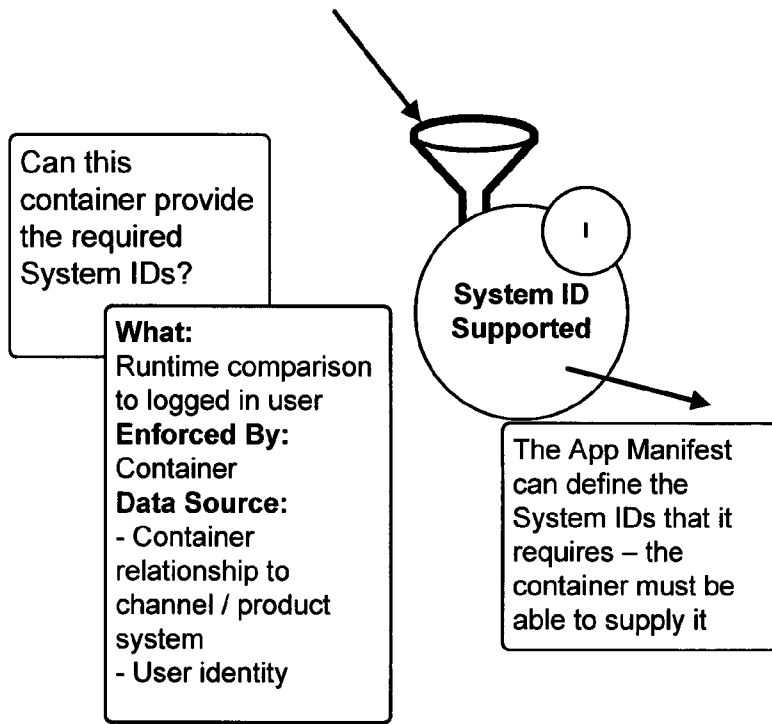 Can this
container provide
the required
System IDs?
What:
Runtime comparison
to logged in user
Enforced By:
Container
Data Source:
- Container
relationship to
channel / product
system
- User identity
I
System ID
Supported
The App Manifest
can define the
System IDs that it
requires – the
container must be
able to supply it